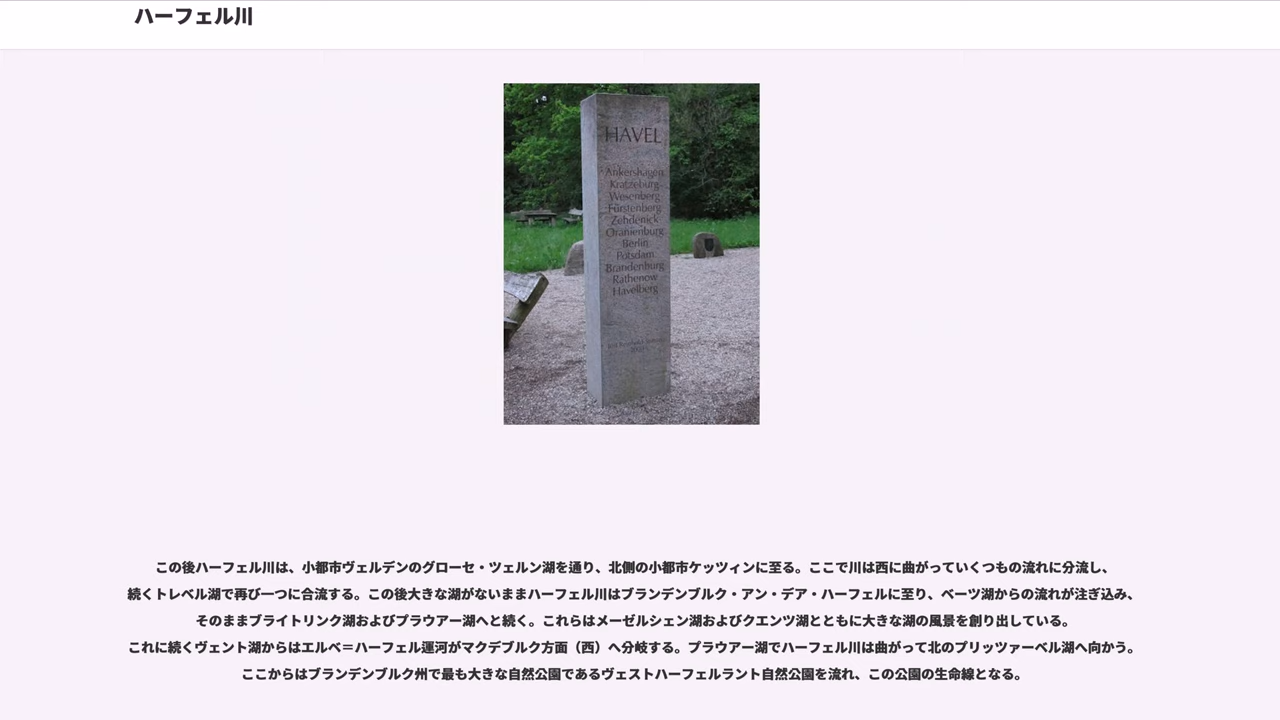 ハーフェル川
HAVEL
Ankershagen
Kratzeburg
Wesenberg
Fürstenberg
Zehdenick
Oranienburg
Berlin
Potsdam
Brandenburg
Rathenow
Havelberg
この後ハーフェル川は、小都市ヴェルデンのグローセ・ツェルン湖を通り、北側の小都市ケッツィンに至る。ここで川は西に曲がっていくつもの流れに分流し、
続くトレベル湖で再び一つに合流する。この後大きな湖がないままハーフェル川はブランデンブルク・アン・デア・ハーフェルに至り、ベーツ湖からの流れが注ぎ込み、
そのままブライトリンク湖およびプラウアー湖へと続く。これらはメーゼルシェン湖およびクエンツ湖とともに大きな湖の風景を創り出している。
これに続くヴェント湖からはエルベ＝ハーフェル運河がマクデブルク方面（西）へ分岐する。プラウアー湖でハーフェル川は曲がって北のプリッツァーベル湖へ向かう。
ここからはブランデンブルク州で最も大きな自然公園であるヴェストハーフェルラント自然公園を流れ、この公園の生命線となる。